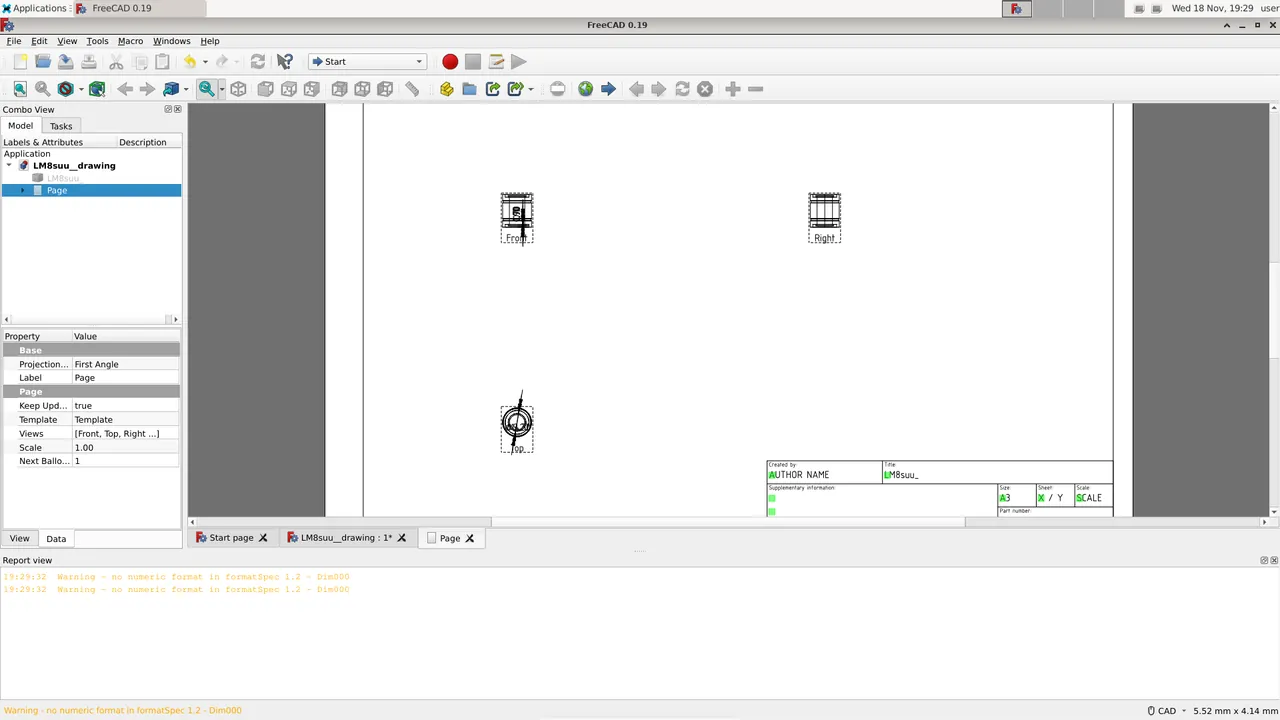 Applications
FreeCAD 0.19
Wed 18 Nov, 19:29 user
FreeCAD 0.19
File Edit View Tools Macro Windows Help
Start
Combo View
Model Tasks
Labels & Attributes Description
Application
LM8suu__drawing
LM8suu_
Page
Property Value
Base
Projection... First Angle
Label Page
Page
Keep Upd... true
Template Template
Views [Front, Top, Right ...]
Scale 1.00
Next Ballo... 1
View Data
Front
Right
Top
Created by: Title:
AUTHOR NAME LM8suu_
Supplementary information: Size: Sheet: Scale:
A3 X / Y SCALE
Part number:
Start page LM8suu__drawing : 1* Page
Report view
19:29:32 Warning - no numeric format in formatSpec 1.2 - Dim000
19:29:32 Warning - no numeric format in formatSpec 1.2 - Dim000
Warning - no numeric format in formatSpec 1.2 - Dim000
CAD 5.52 mm x 4.14 mm